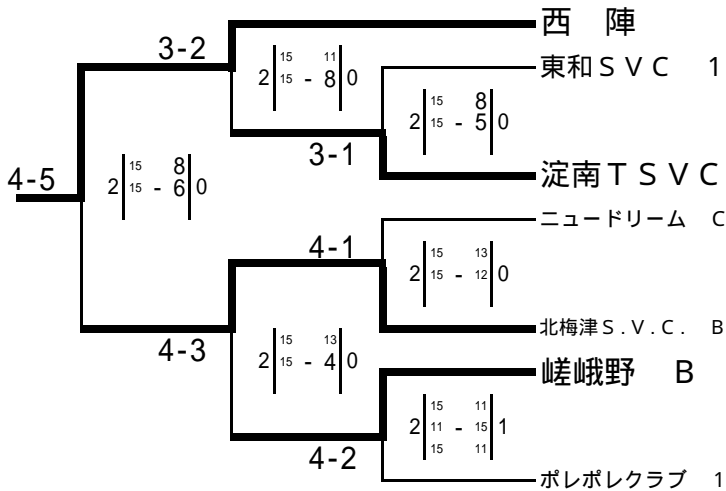 西　陣
3-2
2 15 - 11 0
15 8
東和ＳＶＣ　1
2 15 - 8 0
15 5
3-1
淀南ＴＳＶＣ
4-5
2 15 - 8 0
15 6
ニュードリーム　C
4-1
2 15 - 13 0
15 12
北梅津Ｓ.Ｖ.Ｃ.　B
4-3
2 15 - 13 0
15 4
嵯峨野　B
2 15 - 11 1
11 15
15 11
4-2
ポレポレクラブ　1